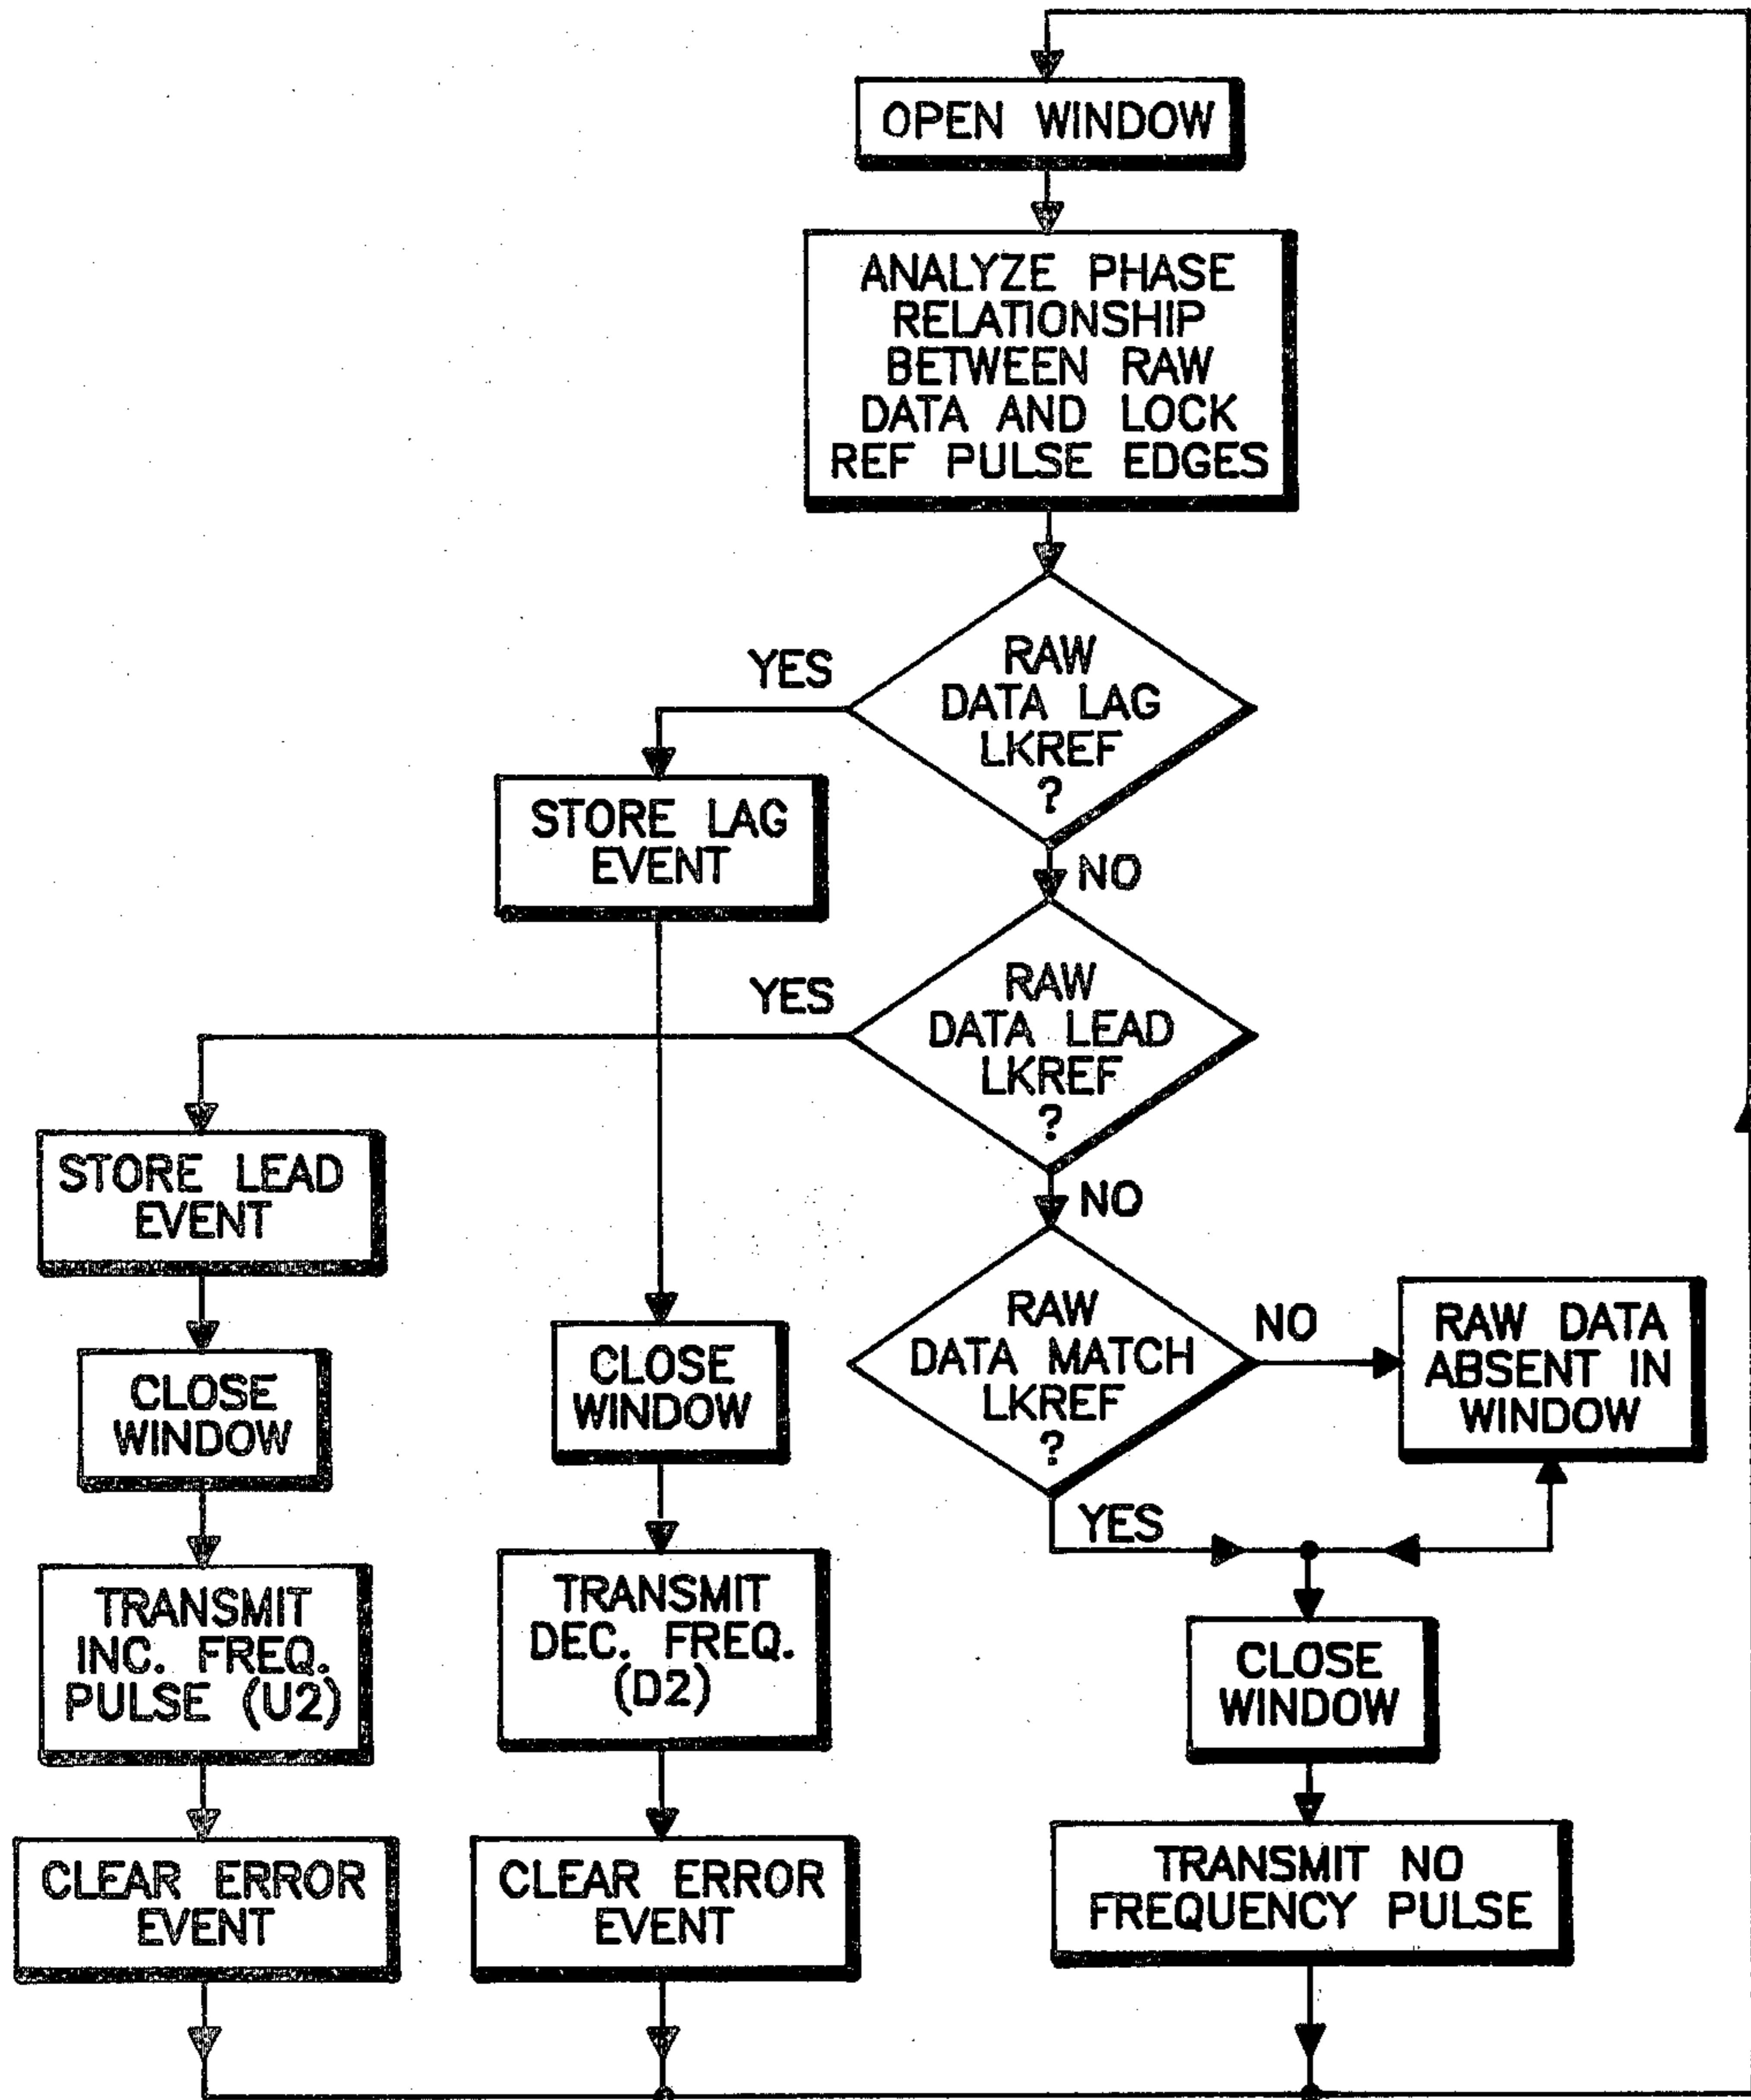 OPEN WINDOW
ANALYZE PHASE
RELATIONSHIP
BETWEEN RAW
DATA AND LOCK
REF PULSE EDGES
RAW
DATA LAG
LKREF
?
YES
NO
STORE LAG
EVENT
RAW
DATA LEAD
LKREF
?
YES
NO
STORE LEAD
EVENT
RAW
DATA MATCH
LKREF
?
NO
YES
RAW DATA
ABSENT IN
WINDOW
CLOSE
WINDOW
CLOSE
WINDOW
TRANSMIT
INC. FREQ.
PULSE (U2)
TRANSMIT
DEC. FREQ.
(D2)
CLOSE
WINDOW
CLEAR ERROR
EVENT
CLEAR ERROR
EVENT
TRANSMIT NO
FREQUENCY PULSE